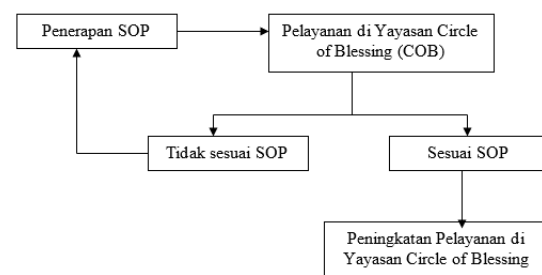 Penerapan SOP
Pelayanan di Yayasan Circle
of Blessing (COB)
Tidak sesuai SOP
Sesuai SOP
Peningkatan Pelayanan di
Yayasan Circle of Blessing